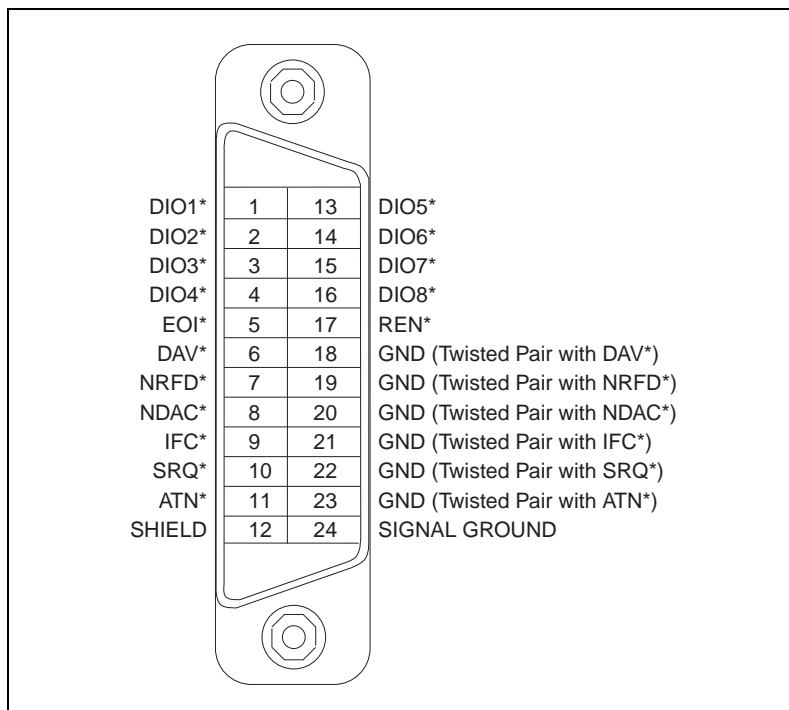 DIO1* 1 13 DIO5*
DIO2* 2 14 DIO6*
DIO3* 3 15 DIO7*
DIO4* 4 16 DIO8*
EOI* 5 17 REN*
DAV* 6 18 GND (Twisted Pair with DAV*)
NRFD* 7 19 GND (Twisted Pair with NRFD*)
NDAC* 8 20 GND (Twisted Pair with NDAC*)
IFC* 9 21 GND (Twisted Pair with IFC*)
SRQ* 10 22 GND (Twisted Pair with SRQ*)
ATN* 11 23 GND (Twisted Pair with ATN*)
SHIELD 12 24 SIGNAL GROUND